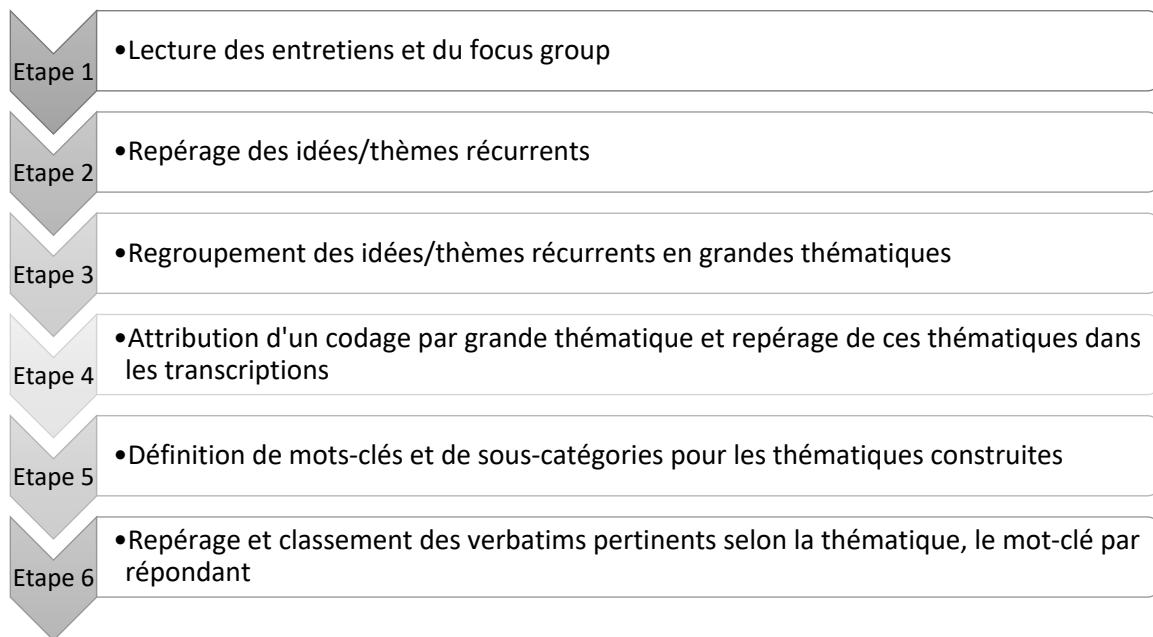 Etape 1
•Lecture des entretiens et du focus group
Etape 2
•Repérage des idées/thèmes récurrents
Etape 3
•Regroupement des idées/thèmes récurrents en grandes thématiques
Etape 4
•Attribution d'un codage par grande thématique et repérage de ces thématiques dans
les transcriptions
Etape 5
•Définition de mots-clés et de sous-catégories pour les thématiques construites
Etape 6
•Repérage et classement des verbatims pertinents selon la thématique, le mot-clé par
répondant